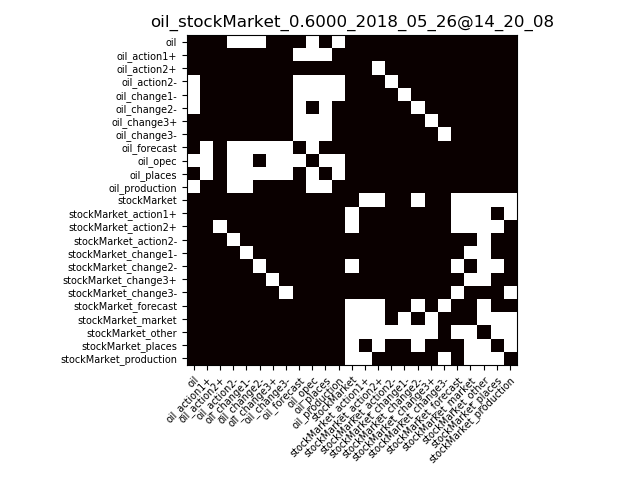 oil_stockMarket_0.6000_2018_05_26@14_20_08
oil
oil_action1+
oil_action2+
oil_action2-
oil_change1-
oil_change2-
oil_change3+
oil_change3-
oil_forecast
oil_opec
oil_places
oil_production
stockMarket
stockMarket_action1+
stockMarket_action2+
stockMarket_action2-
stockMarket_change1-
stockMarket_change2-
stockMarket_change3+
stockMarket_change3-
stockMarket_forecast
stockMarket_market
stockMarket_other
stockMarket_places
stockMarket_production
oil
oil_action1+
oil_action2+
oil_action2-
oil_change1-
oil_change2-
oil_change3+
oil_change3-
oil_forecast
oil_opec
oil_places
oil_production
stockMarket
stockMarket_action1+
stockMarket_action2+
stockMarket_action2-
stockMarket_change1-
stockMarket_change2-
stockMarket_change3+
stockMarket_change3-
stockMarket_forecast
stockMarket_market
stockMarket_other
stockMarket_places
stockMarket_production